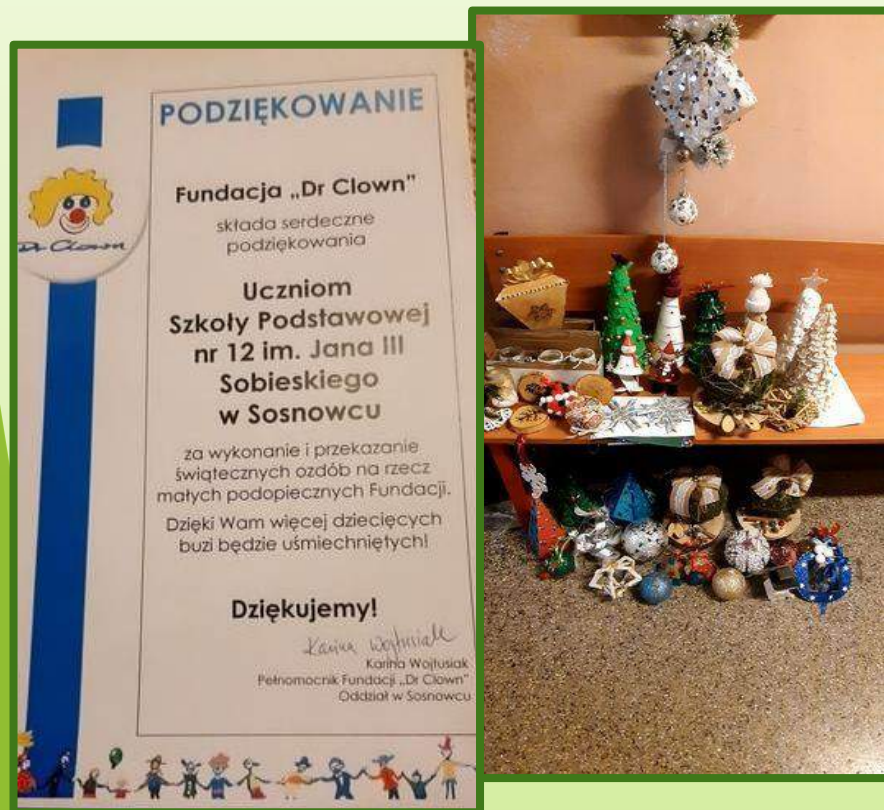 PODZIĘKOWANIE
Dr Clown
Fundacja „Dr Clown”
składa serdeczne
podziękowania
Uczniom
Szkoły Podstawowej
nr 12 im. Jana III
Sobieskiego
w Sosnowcu
za wykonanie i przekazanie
świątecznych ozdób na rzecz
małych podopiecznych Fundacji.
Dzięki Wam więcej dziecięcych
buzi będzie uśmiechniętych!
Dziękujemy!
Karina Wojtusiak
Karina Wojtusiak
Pełnomocnik Fundacji „Dr Clown”
Oddział w Sosnowcu